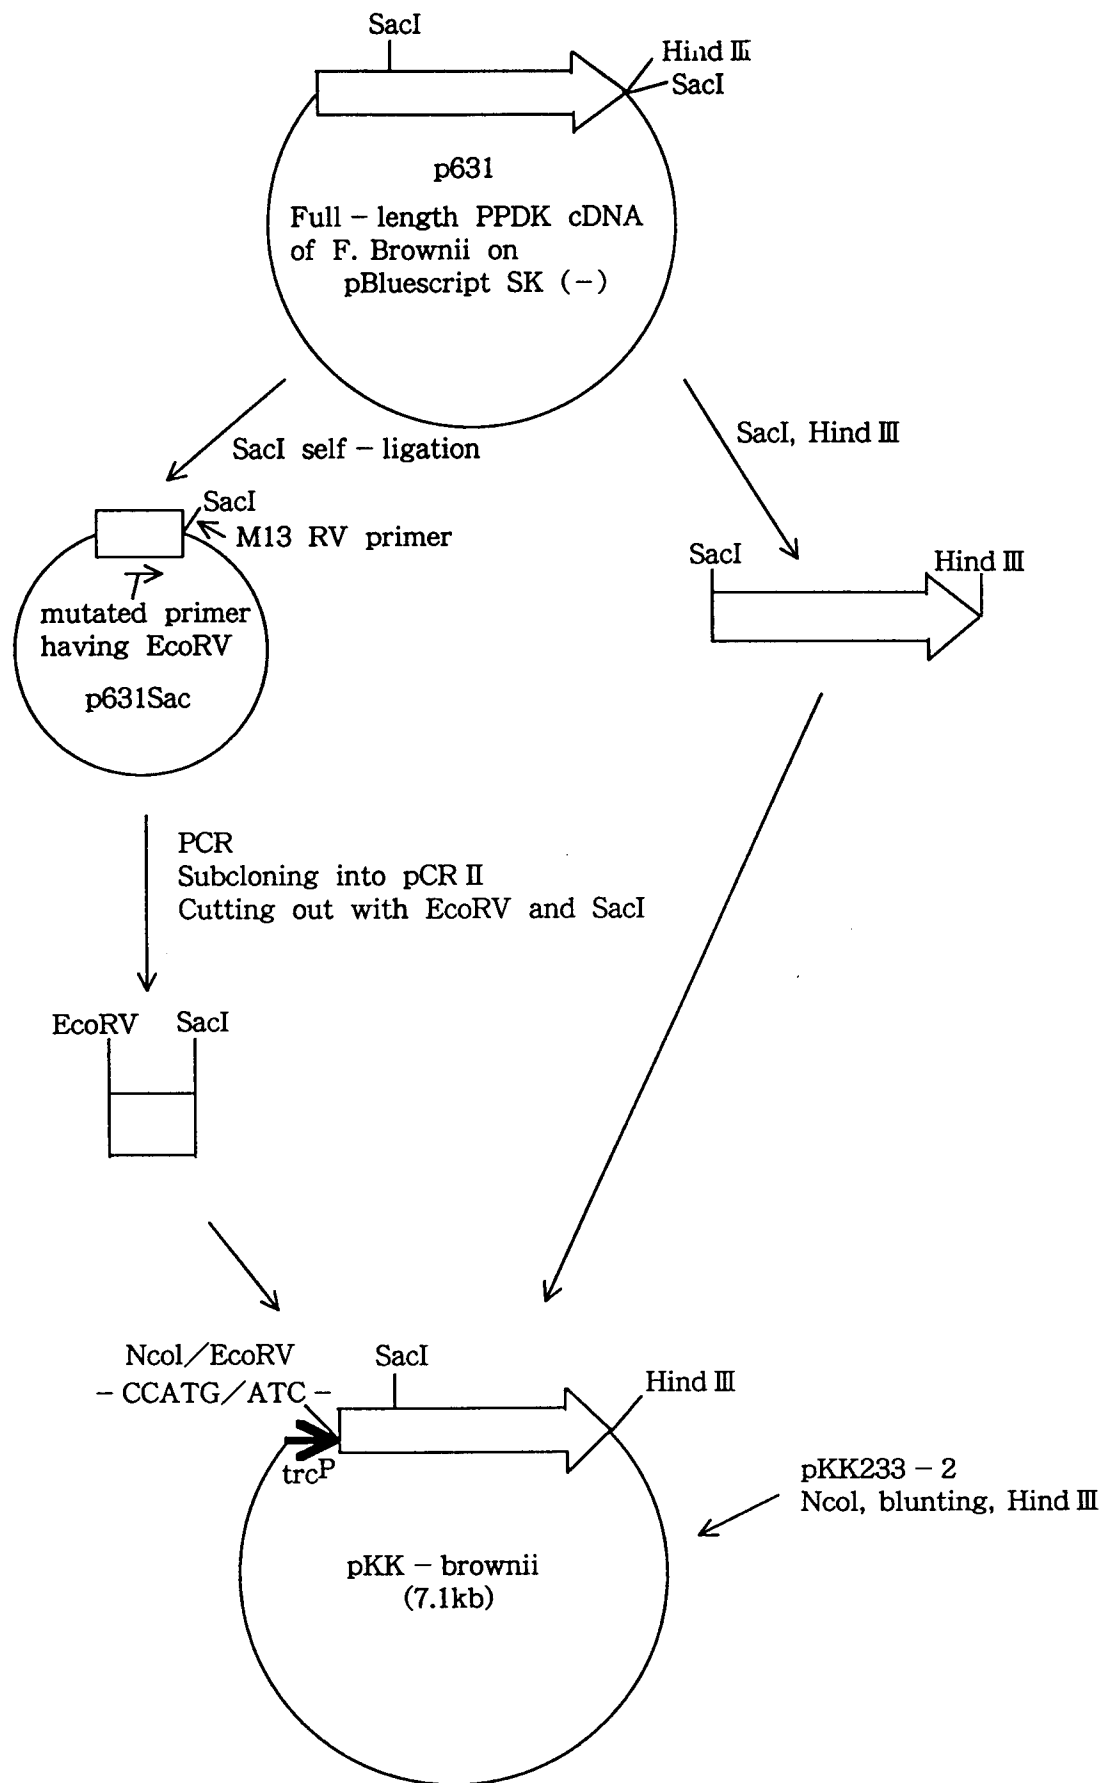 SacI
Hind III
SacI
p631
Full – length PPDK cDNA
of F. Brownii on
pBluescript SK (−)
SacI self – ligation
SacI, Hind III
SacI
M13 RV primer
mutated primer
having EcoRV
p631Sac
SacI
Hind III
PCR
Subcloning into pCR II
Cutting out with EcoRV and SacI
EcoRV SacI
Ncol/EcoRV
– CCATG/ATC –
SacI
Hind III
trcP
pKK233 – 2
Ncol, blunting, Hind III
pKK – brownii
(7.1kb)